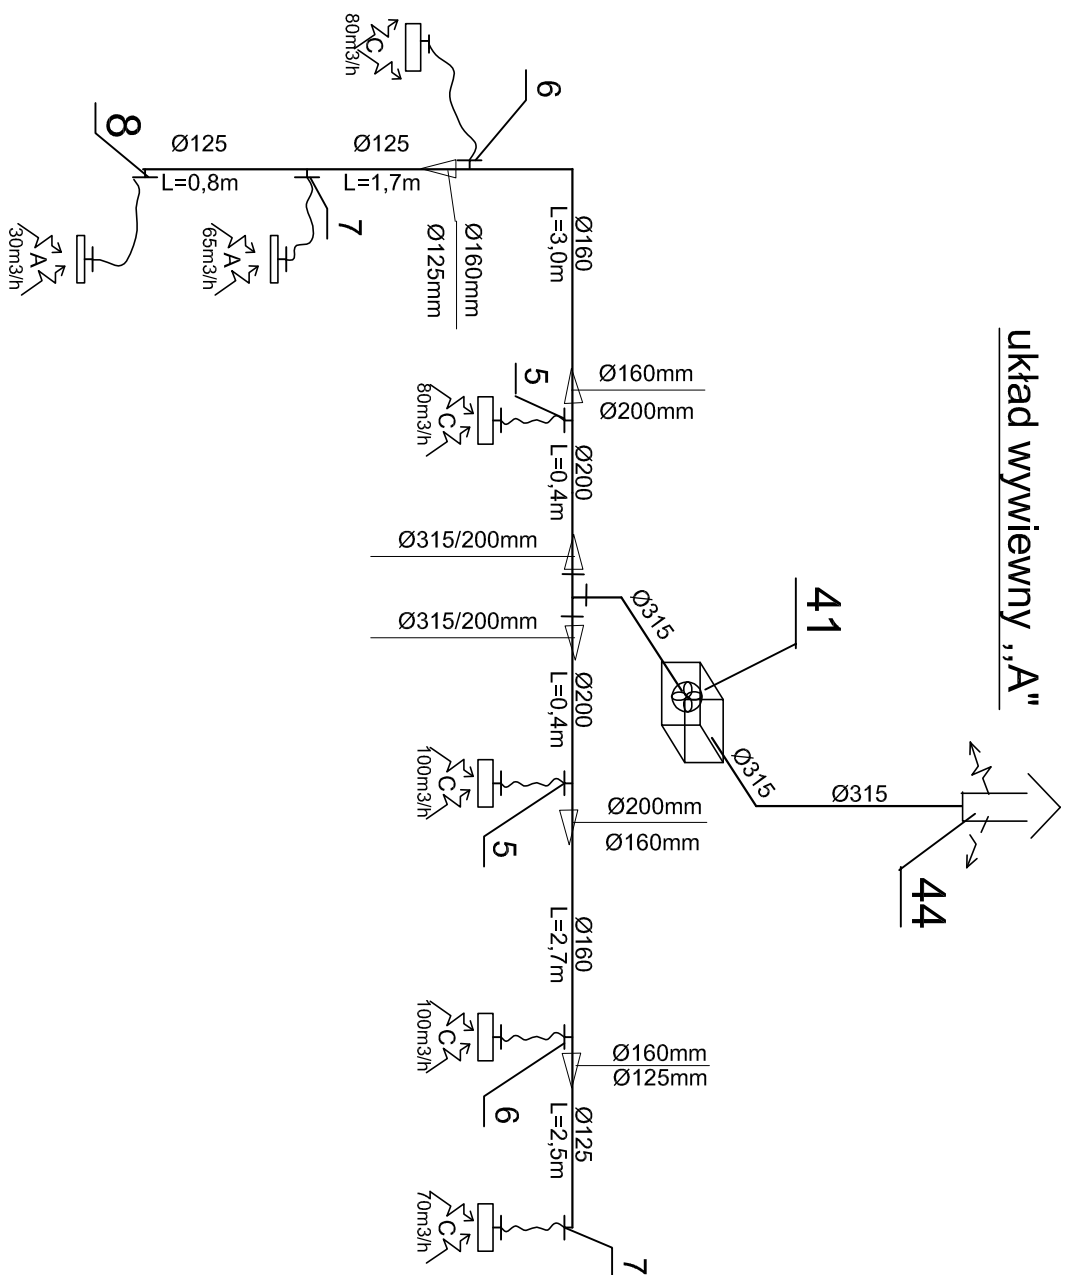 układ wywiewny ,,A"
44
41
Ø315
Ø315
Ø315
80m3/h
C
6
8
Ø125
L=0,8m
Ø125
L=1,7m
7
30m3/h
A
65m3/h
A
Ø160mm
Ø125mm
Ø160
L=3,0m
Ø160mm
Ø200mm
5
80m3/h
C
Ø200
L=0,4m
Ø315/200mm
Ø315/200mm
Ø200
L=0,4m
100m3/h
C
5
Ø200mm
Ø160mm
Ø160
L=2,7m
100m3/h
C
6
Ø160mm
Ø125mm
Ø125
L=2,5m
70m3/h
C
7